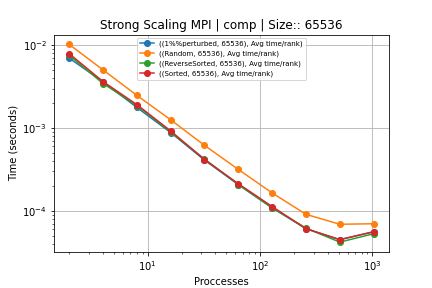 Strong Scaling MPI | comp | Size:: 65536
((1%%perturbed, 65536), Avg time/rank)
((Random, 65536), Avg time/rank)
((ReverseSorted, 65536), Avg time/rank)
((Sorted, 65536), Avg time/rank)
Time (seconds)
10⁻²
10⁻³
10⁻⁴
10¹ 10² 10³
Proccesses